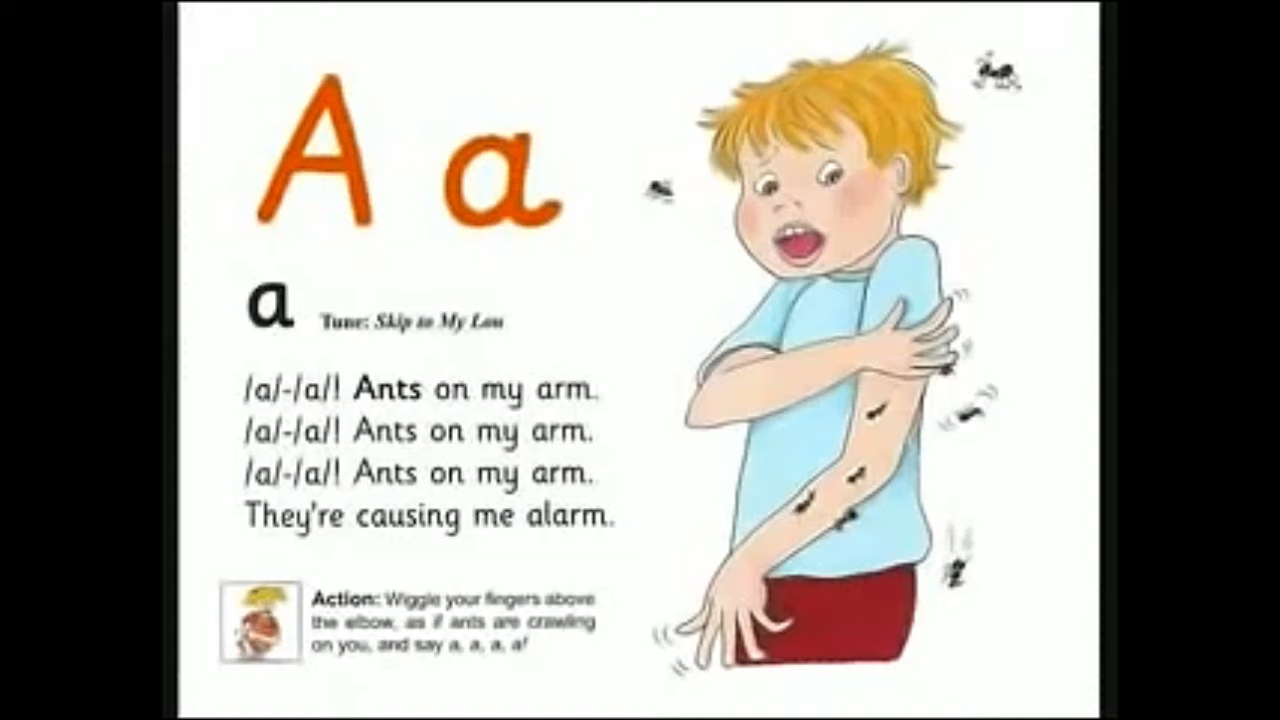 A a
a Tune: Skip to My Lou
/a/-/a/! Ants on my arm.
/a/-/a/! Ants on my arm.
/a/-/a/! Ants on my arm.
They're causing me alarm.
Action: Wiggle your fingers above
the elbow, as if ants are crawling
on you, and say a, a, a, a!